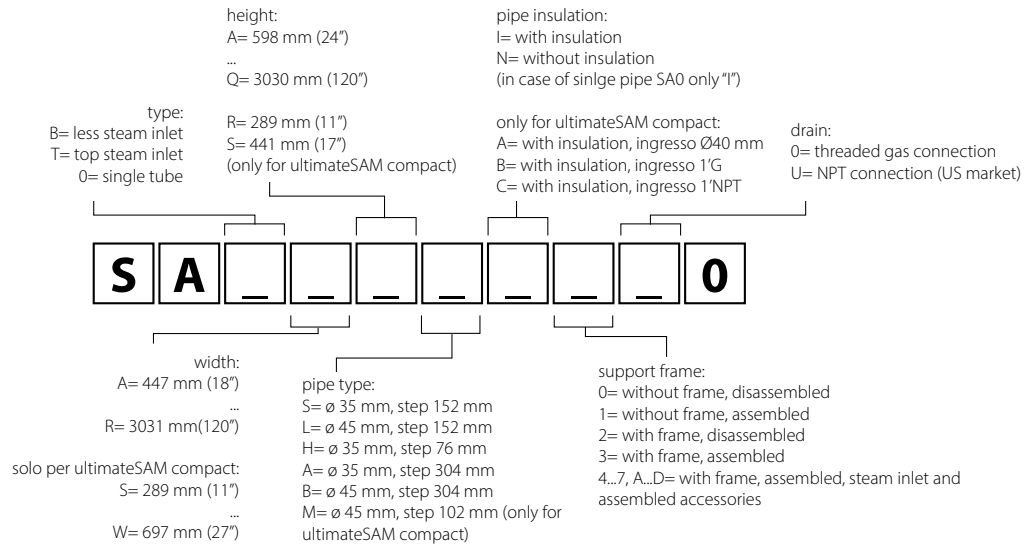 height:
A= 598 mm (24”)
...
Q= 3030 mm (120”)
R= 289 mm (11”)
S= 441 mm (17”)
(only for ultimateSAM compact)
pipe insulation:
I= with insulation
N= without insulation
(in case of sinlge pipe SA0 only “I”)
only for ultimateSAM compact:
A= with insulation, ingresso Ø40 mm
B= with insulation, ingresso 1’G
C= with insulation, ingresso 1’NPT
type:
B= less steam inlet
T= top steam inlet
0= single tube
drain:
0= threaded gas connection
U= NPT connection (US market)
S A _ _ _ _ _ _ _ 0
width:
A= 447 mm (18”)
...
R= 3031 mm(120”)
solo per ultimateSAM compact:
S= 289 mm (11”)
...
W= 697 mm (27”)
pipe type:
S= ø 35 mm, step 152 mm
L= ø 45 mm, step 152 mm
H= ø 35 mm, step 76 mm
A= ø 35 mm, step 304 mm
B= ø 45 mm, step 304 mm
M= ø 45 mm, step 102 mm (only for
ultimateSAM compact)
support frame:
0= without frame, disassembled
1= without frame, assembled
2= with frame, disassembled
3= with frame, assembled
4...7, A...D= with frame, assembled, steam inlet and
assembled accessories